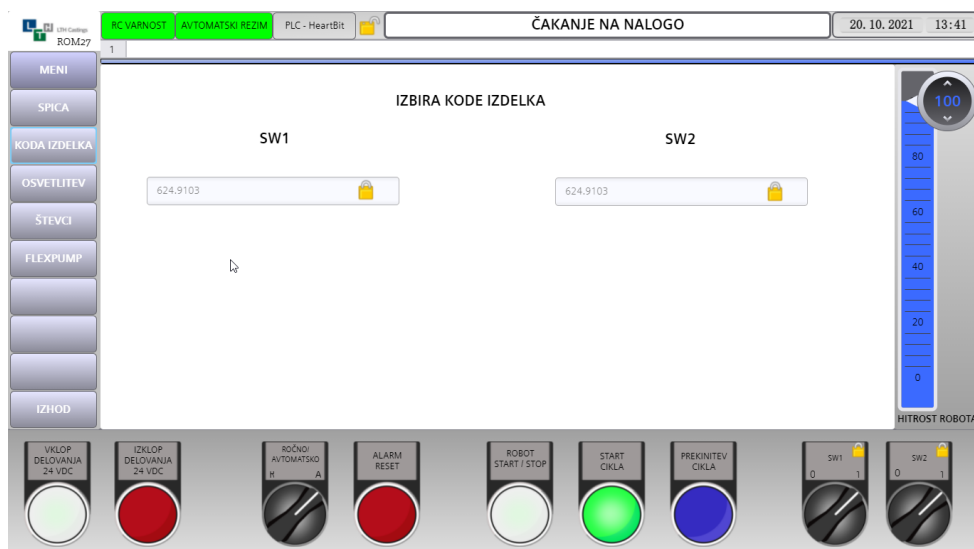 LTH Castings
ROM27
RC VARNOST
AVTOMATSKI REZIM
PLC - HeartBit
ČAKANJE NA NALOGO
20. 10. 2021 13:41
1
MENI
SPICA
KODA IZDELKA
OSVETLITEV
ŠTEVCI
FLEXPUMP
IZHOD
IZBIRA KODE IZDELKA
SW1
SW2
624.9103
624.9103
100
80
60
40
20
0
HITROST ROBOTA
VKLOP
DELOVANJA
24 VDC
IZKLOP
DELOVANJA
24 VDC
ROČNO/
AVTOMATSKO
R A
ALARM
RESET
ROBOT
START / STOP
START
CIKLA
PREKINITEV
CIKLA
SW1
0 1
SW2
0 1